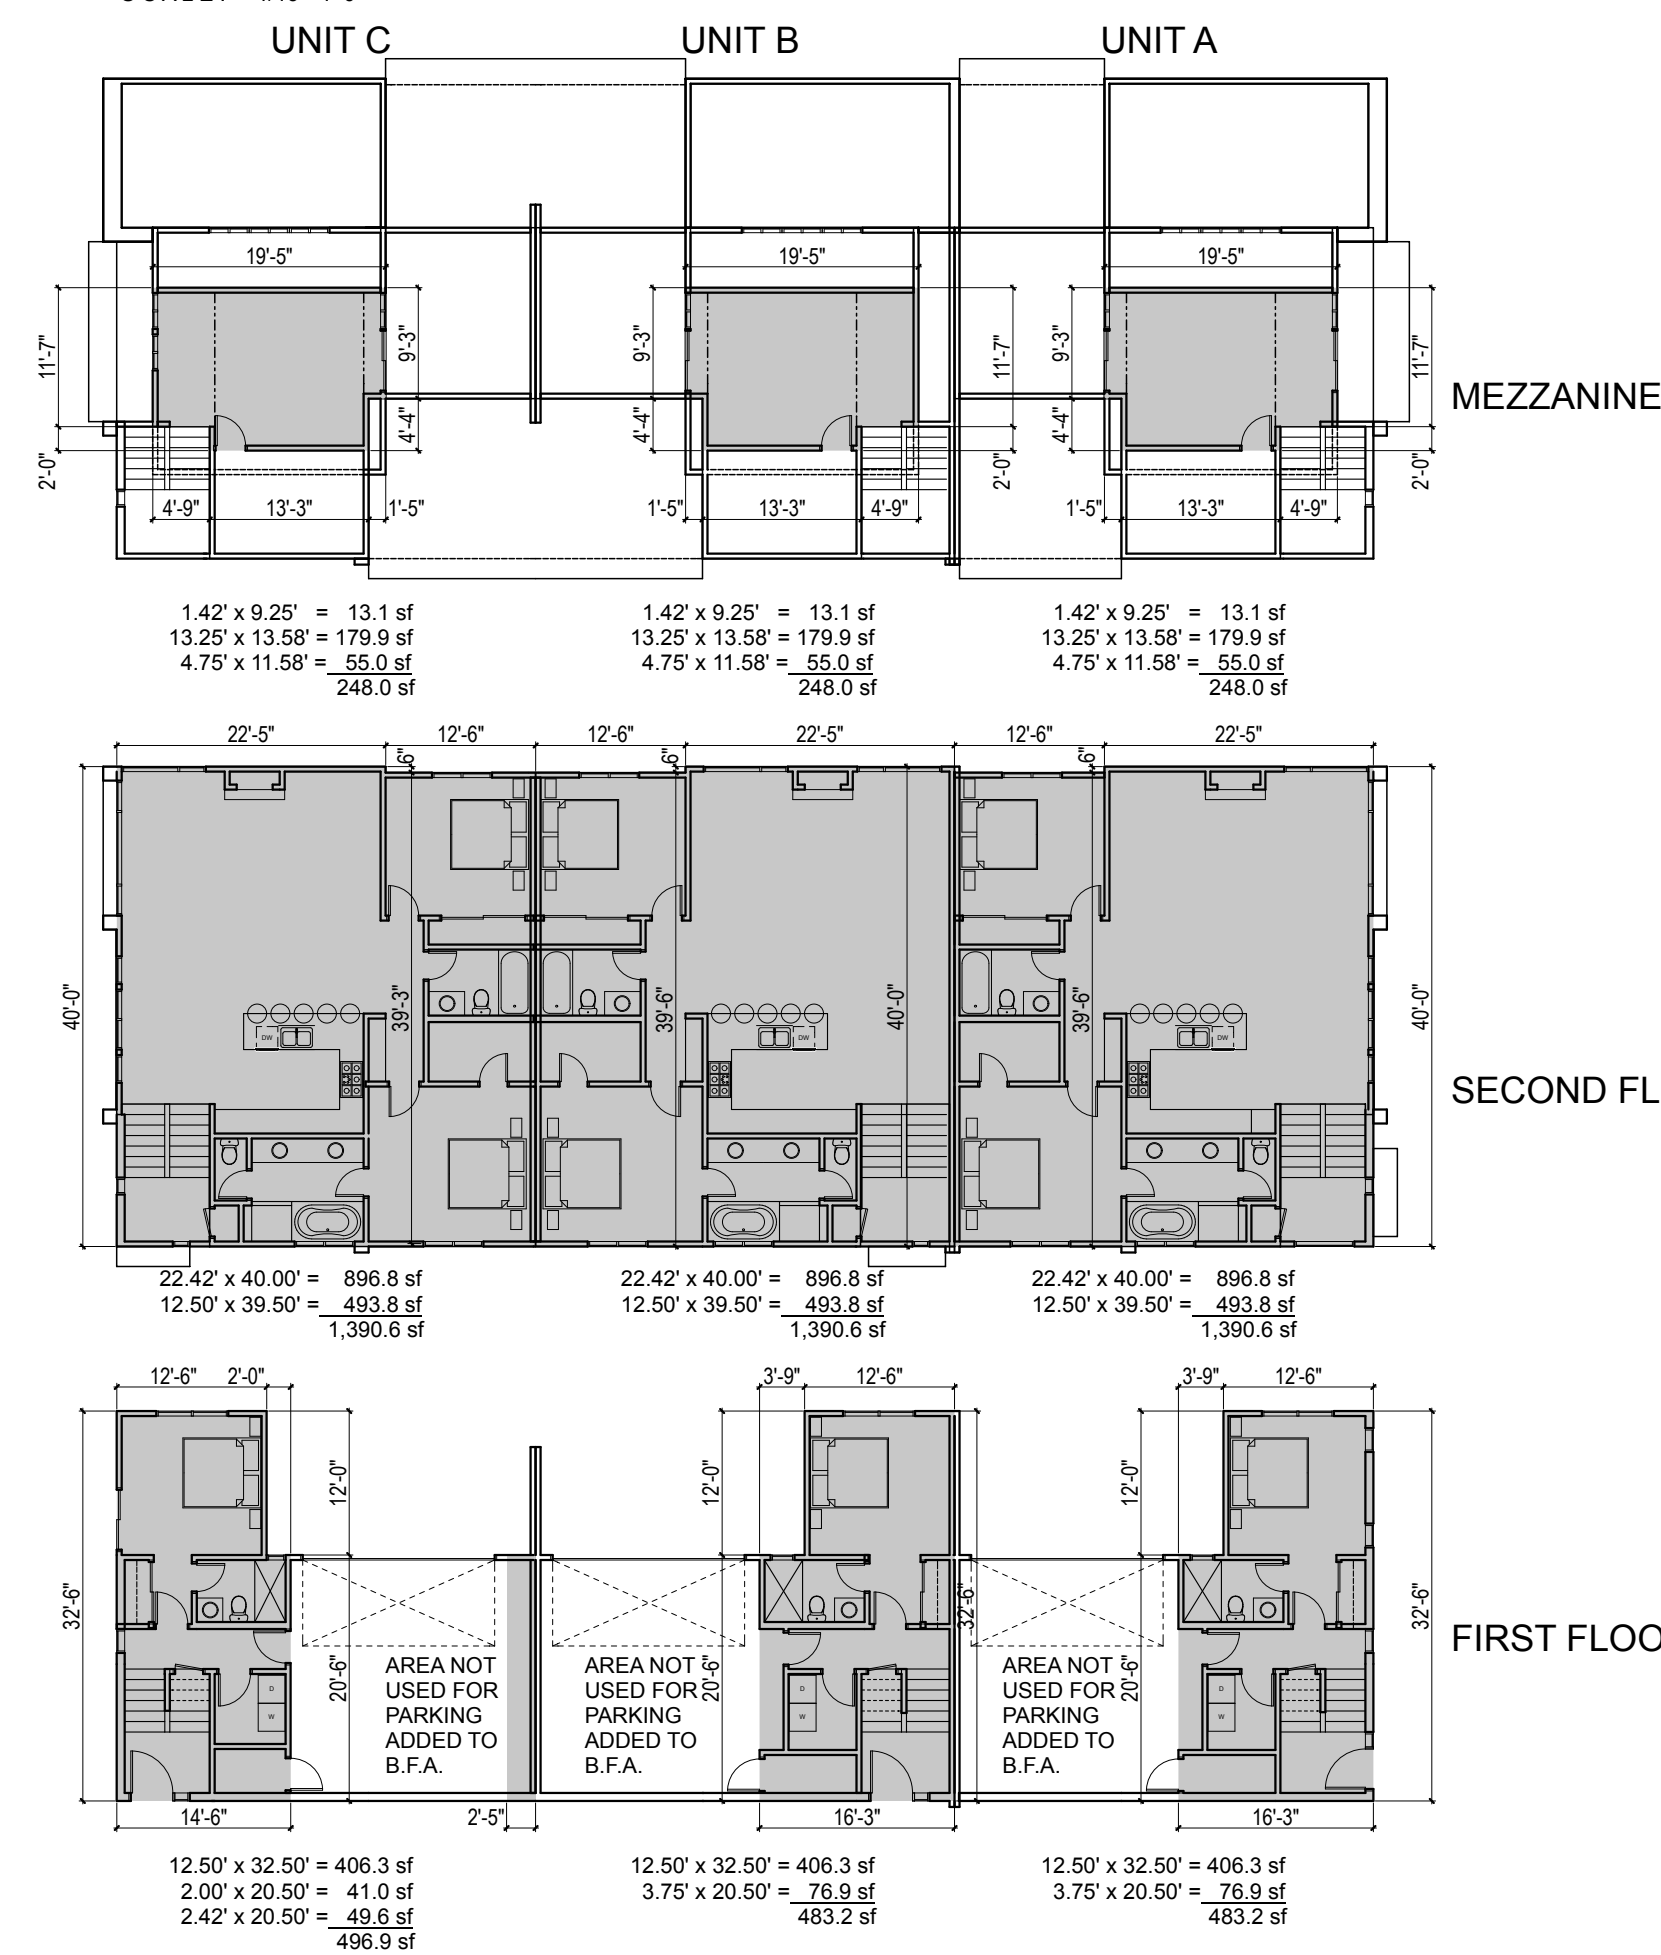 UNIT C UNIT B UNIT A
19'-5" 19'-5" 19'-5"
11'-7" 9'-3" 9'-3" 11'-7" 9'-3" 11'-7"
MEZZANINE
4'-4" 4'-4" 4'-4"
2'-0" 2'-0" 2'-0"
4'-9" 13'-3" 1'-5" 1'-5" 13'-3" 4'-9" 1'-5" 13'-3" 4'-9"
1.42' x 9.25' = 13.1 sf 1.42' x 9.25' = 13.1 sf 1.42' x 9.25' = 13.1 sf
13.25' x 13.58' = 179.9 sf 13.25' x 13.58' = 179.9 sf 13.25' x 13.58' = 179.9 sf
4.75' x 11.58' = 55.0 sf 4.75' x 11.58' = 55.0 sf 4.75' x 11.58' = 55.0 sf
248.0 sf 248.0 sf 248.0 sf
22'-5" 12'-6" 12'-6" 22'-5" 12'-6" 22'-5"
6" 6" 6"
40'-0" 39'-3" 39'-6" 40'-0" 39'-6" 40'-0"
DW DW DW
SECOND FL
22.42' x 40.00' = 896.8 sf 22.42' x 40.00' = 896.8 sf 22.42' x 40.00' = 896.8 sf
12.50' x 39.50' = 493.8 sf 12.50' x 39.50' = 493.8 sf 12.50' x 39.50' = 493.8 sf
1,390.6 sf 1,390.6 sf 1,390.6 sf
12'-6" 2'-0" 3'-9" 12'-6" 3'-9" 12'-6"
12'-0" 12'-0" 12'-0"
32'-6" 32'-6" 32'-6"
FIRST FLOO
20'-6" 20'-6" 20'-6"
AREA NOT AREA NOT AREA NOT
USED FOR USED FOR USED FOR
PARKING PARKING PARKING
ADDED TO ADDED TO ADDED TO
B.F.A. B.F.A. B.F.A.
D D D
W W W
14'-6" 2'-5" 16'-3" 16'-3"
12.50' x 32.50' = 406.3 sf 12.50' x 32.50' = 406.3 sf 12.50' x 32.50' = 406.3 sf
2.00' x 20.50' = 41.0 sf 3.75' x 20.50' = 76.9 sf 3.75' x 20.50' = 76.9 sf
2.42' x 20.50' = 49.6 sf 483.2 sf 483.2 sf
496.9 sf